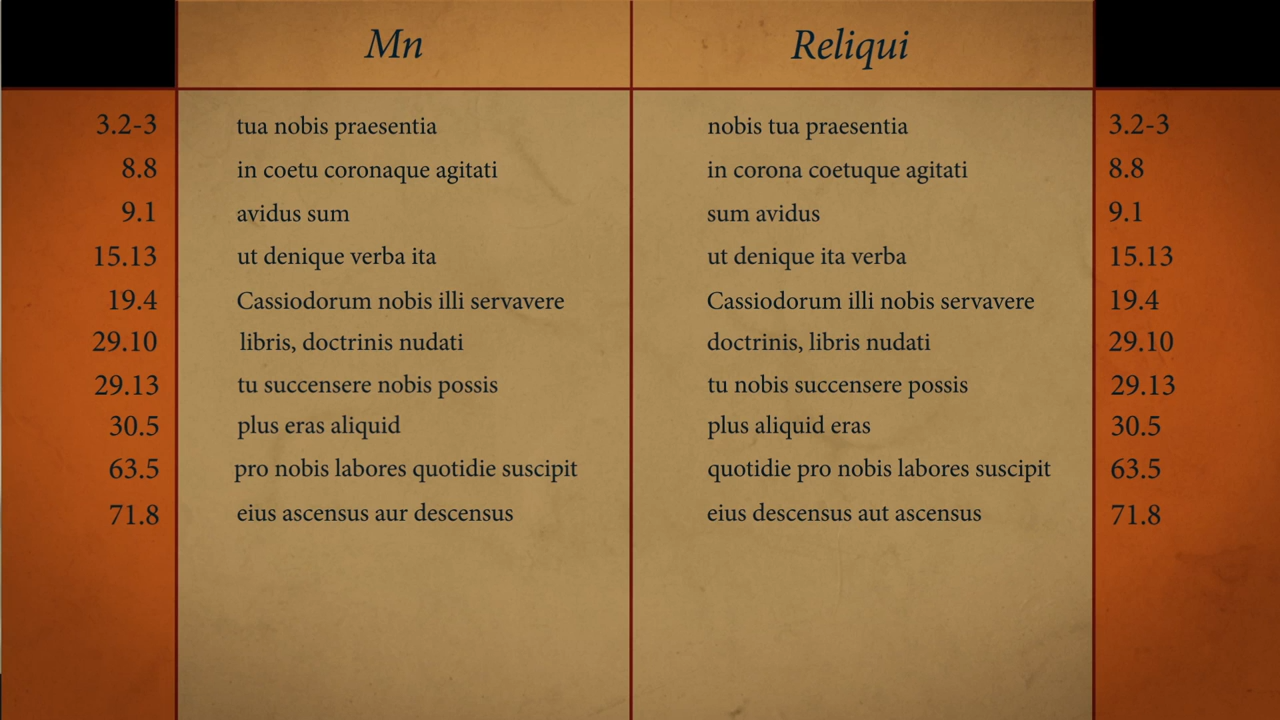 Mn Reliqui
3.2-3 tua nobis praesentia nobis tua praesentia 3.2-3
8.8 in coetu coronaque agitati in corona coetuque agitati 8.8
9.1 avidus sum sum avidus 9.1
15.13 ut denique verba ita ut denique ita verba 15.13
19.4 Cassiodorum nobis illi servavere Cassiodorum illi nobis servavere 19.4
29.10 libris, doctrinis nudati doctrinis, libris nudati 29.10
29.13 tu succensere nobis possis tu nobis succensere possis 29.13
30.5 plus eras aliquid plus aliquid eras 30.5
63.5 pro nobis labores quotidie suscipit quotidie pro nobis labores suscipit 63.5
71.8 eius ascensus aur descensus eius descensus aut ascensus 71.8